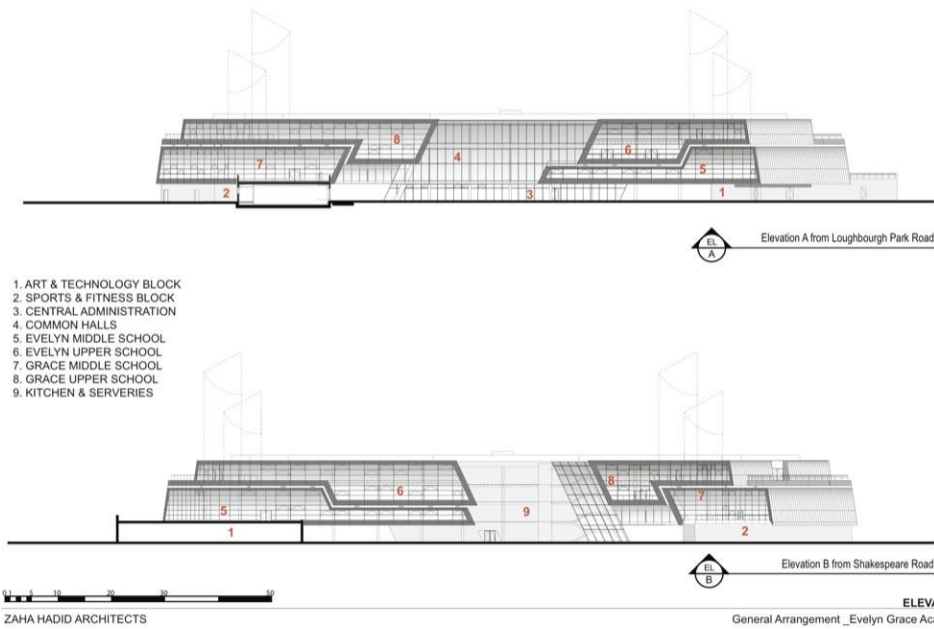 8
6
7
4
5
2
3
1
EL
A
Elevation A from Loughbourgh Park Road
1. ART & TECHNOLOGY BLOCK
2. SPORTS & FITNESS BLOCK
3. CENTRAL ADMINISTRATION
4. COMMON HALLS
5. EVELYN MIDDLE SCHOOL
6. EVELYN UPPER SCHOOL
7. GRACE MIDDLE SCHOOL
8. GRACE UPPER SCHOOL
9. KITCHEN & SERVERIES
8
6
7
5
9
1
2
EL
B
Elevation B from Shakespeare Road
0 1 5 10 20 30 50
ELEVA
ZAHA HADID ARCHITECTS
General Arrangement _Evelyn Grace Aca